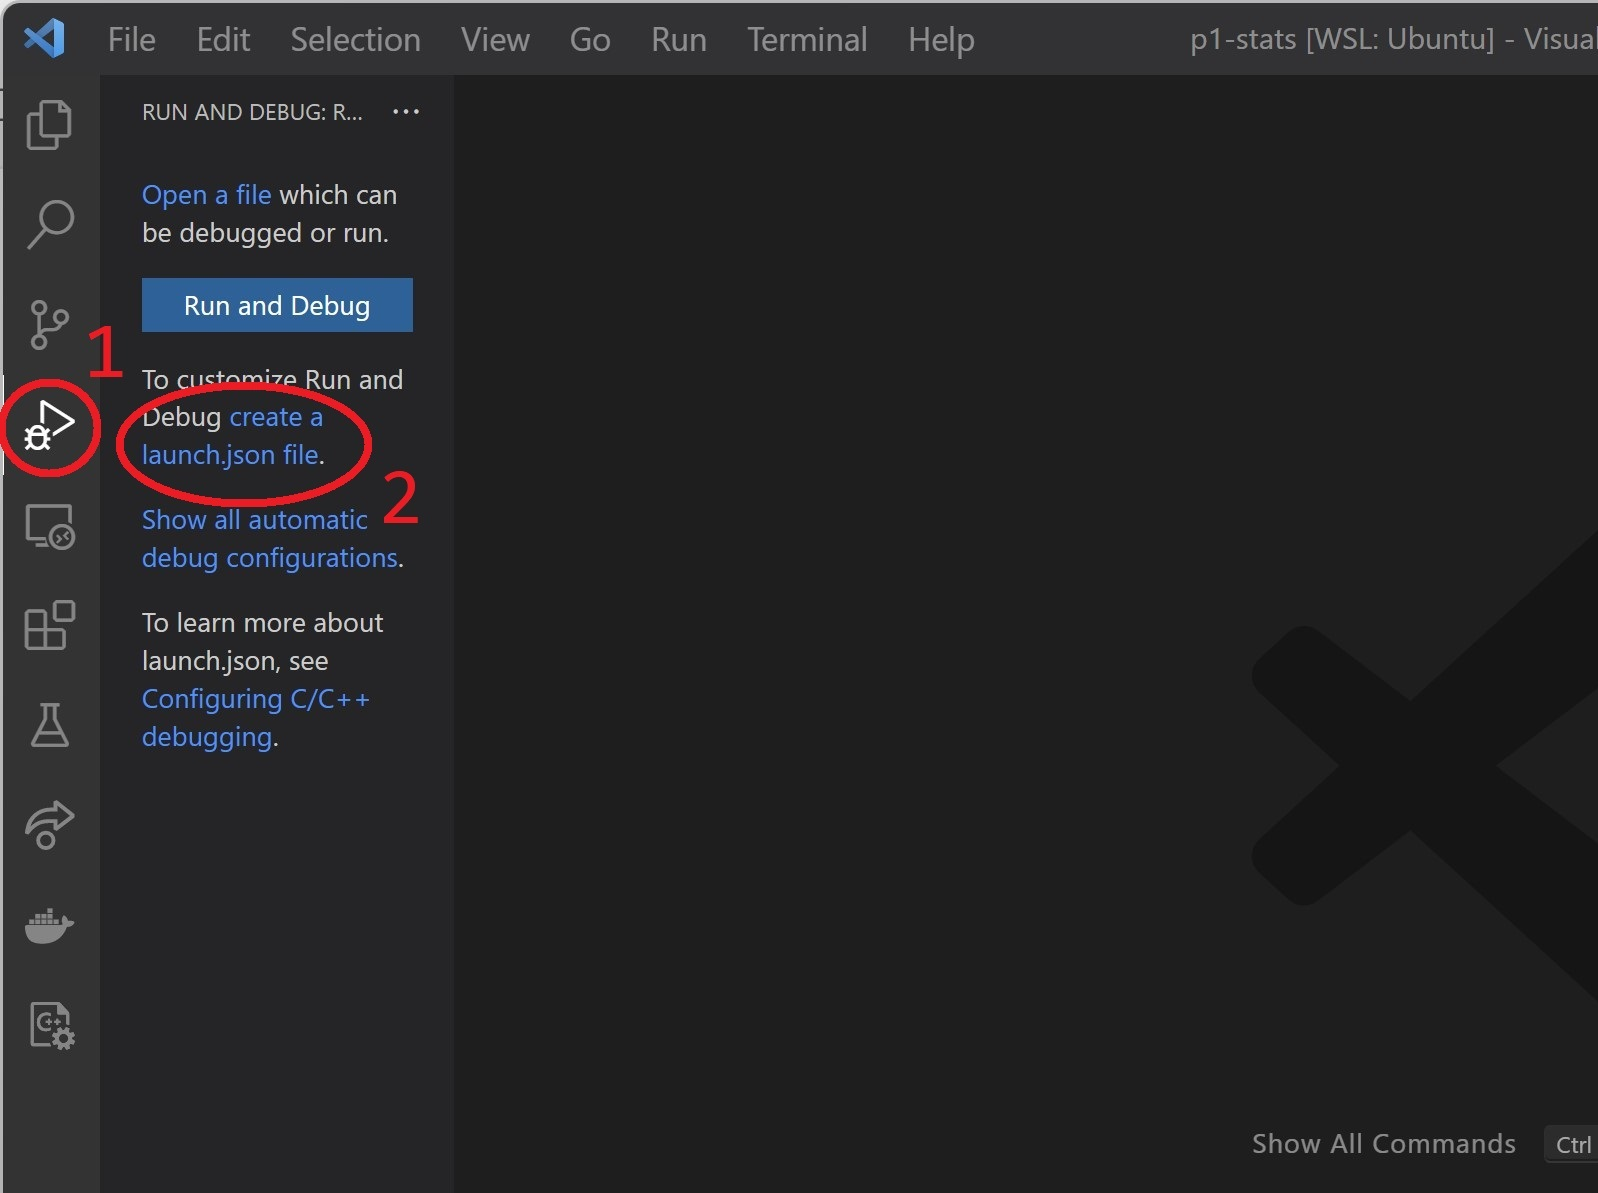 File Edit Selection View Go Run Terminal Help p1-stats [WSL: Ubuntu] - Visual
RUN AND DEBUG: R... ···
Open a file which can
be debugged or run.
Run and Debug
1
To customize Run and
Debug create a
launch.json file.
2
Show all automatic
debug configurations.
To learn more about
launch.json, see
Configuring C/C++
debugging.
C++
Show All Commands Ctrl